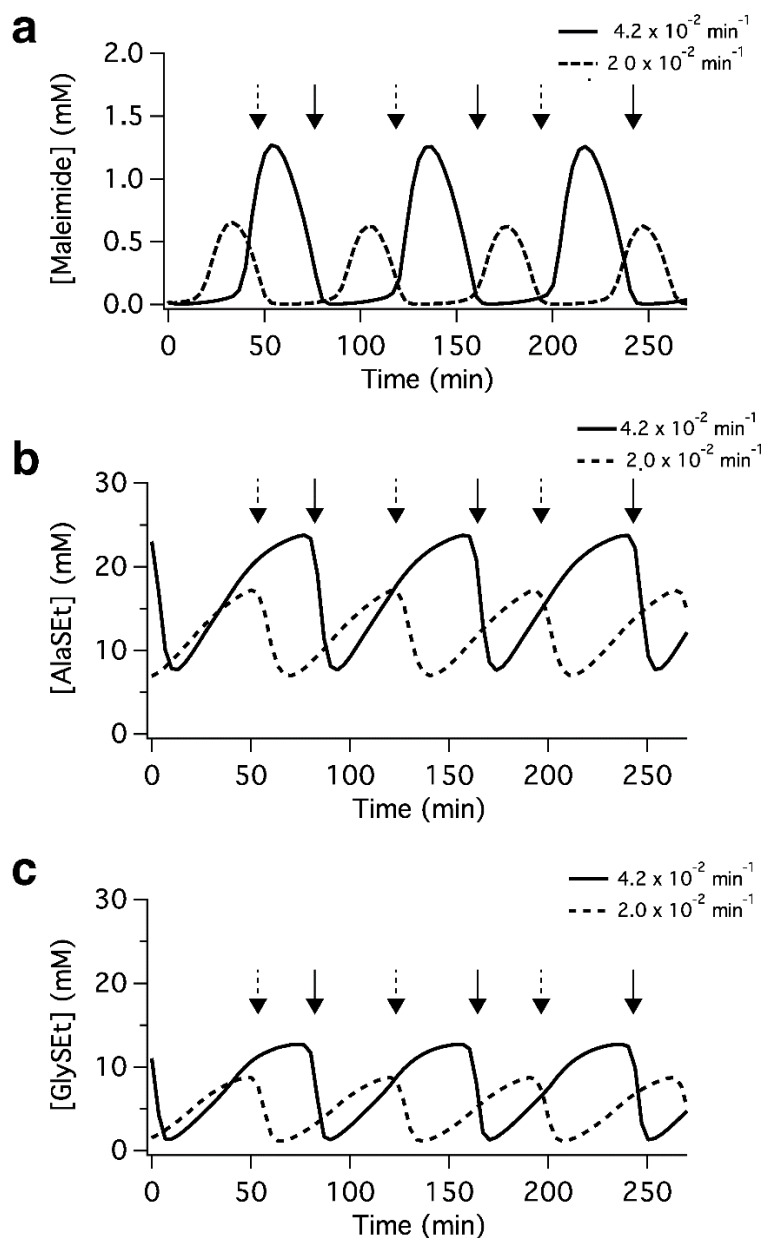 a
4.2 x 10-2 min-1
2 0 x 10-2 min-1
2.0
1.5
1.0
0.5
0.0
[Maleimide] (mM)
0 50 100 150 200 250
Time (min)
b
4.2 x 10-2 min-1
2.0 x 10-2 min-1
30
20
10
0
[AlaSEt] (mM)
0 50 100 150 200 250
Time (min)
c
4.2 x 10-2 min-1
2.0 x 10-2 min-1
30
20
10
0
[GlySEt] (mM)
0 50 100 150 200 250
Time (min)